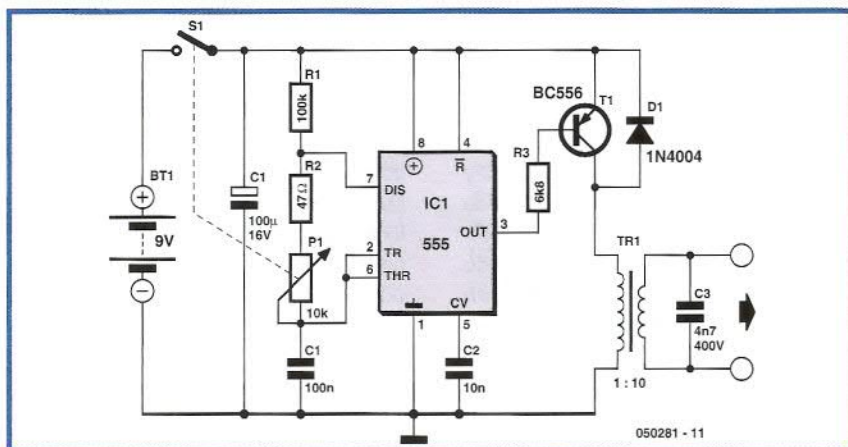 S1
BT1
9V
C1
100µ
16V
R1
100k
R2
47Ω
P1
10k
C1
100n
8
4
R̅
7
DIS
IC1
555
2
TR
6
THR
OUT
3
1
CV
5
C2
10n
R3
6k8
BC556
T1
D1
1N4004
TR1
1 : 10
C3
4n7
400V
050281 - 11